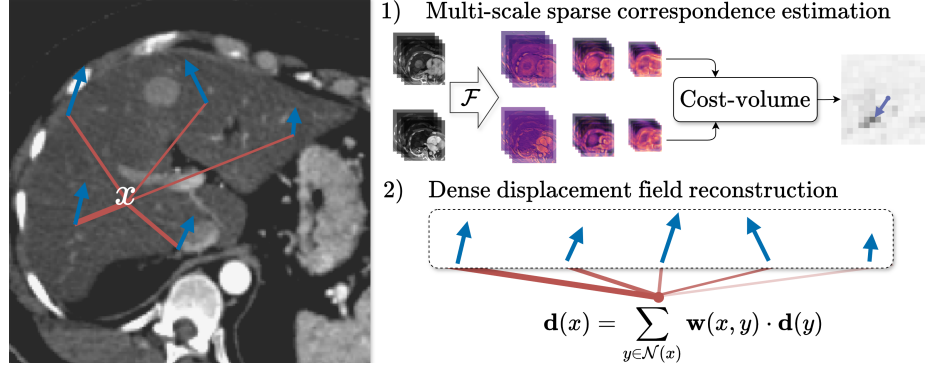 x
1) Multi-scale sparse correspondence estimation
F
Cost-volume
2) Dense displacement field reconstruction
d(x) = ∑ w(x, y) · d(y)
y∈N(x)